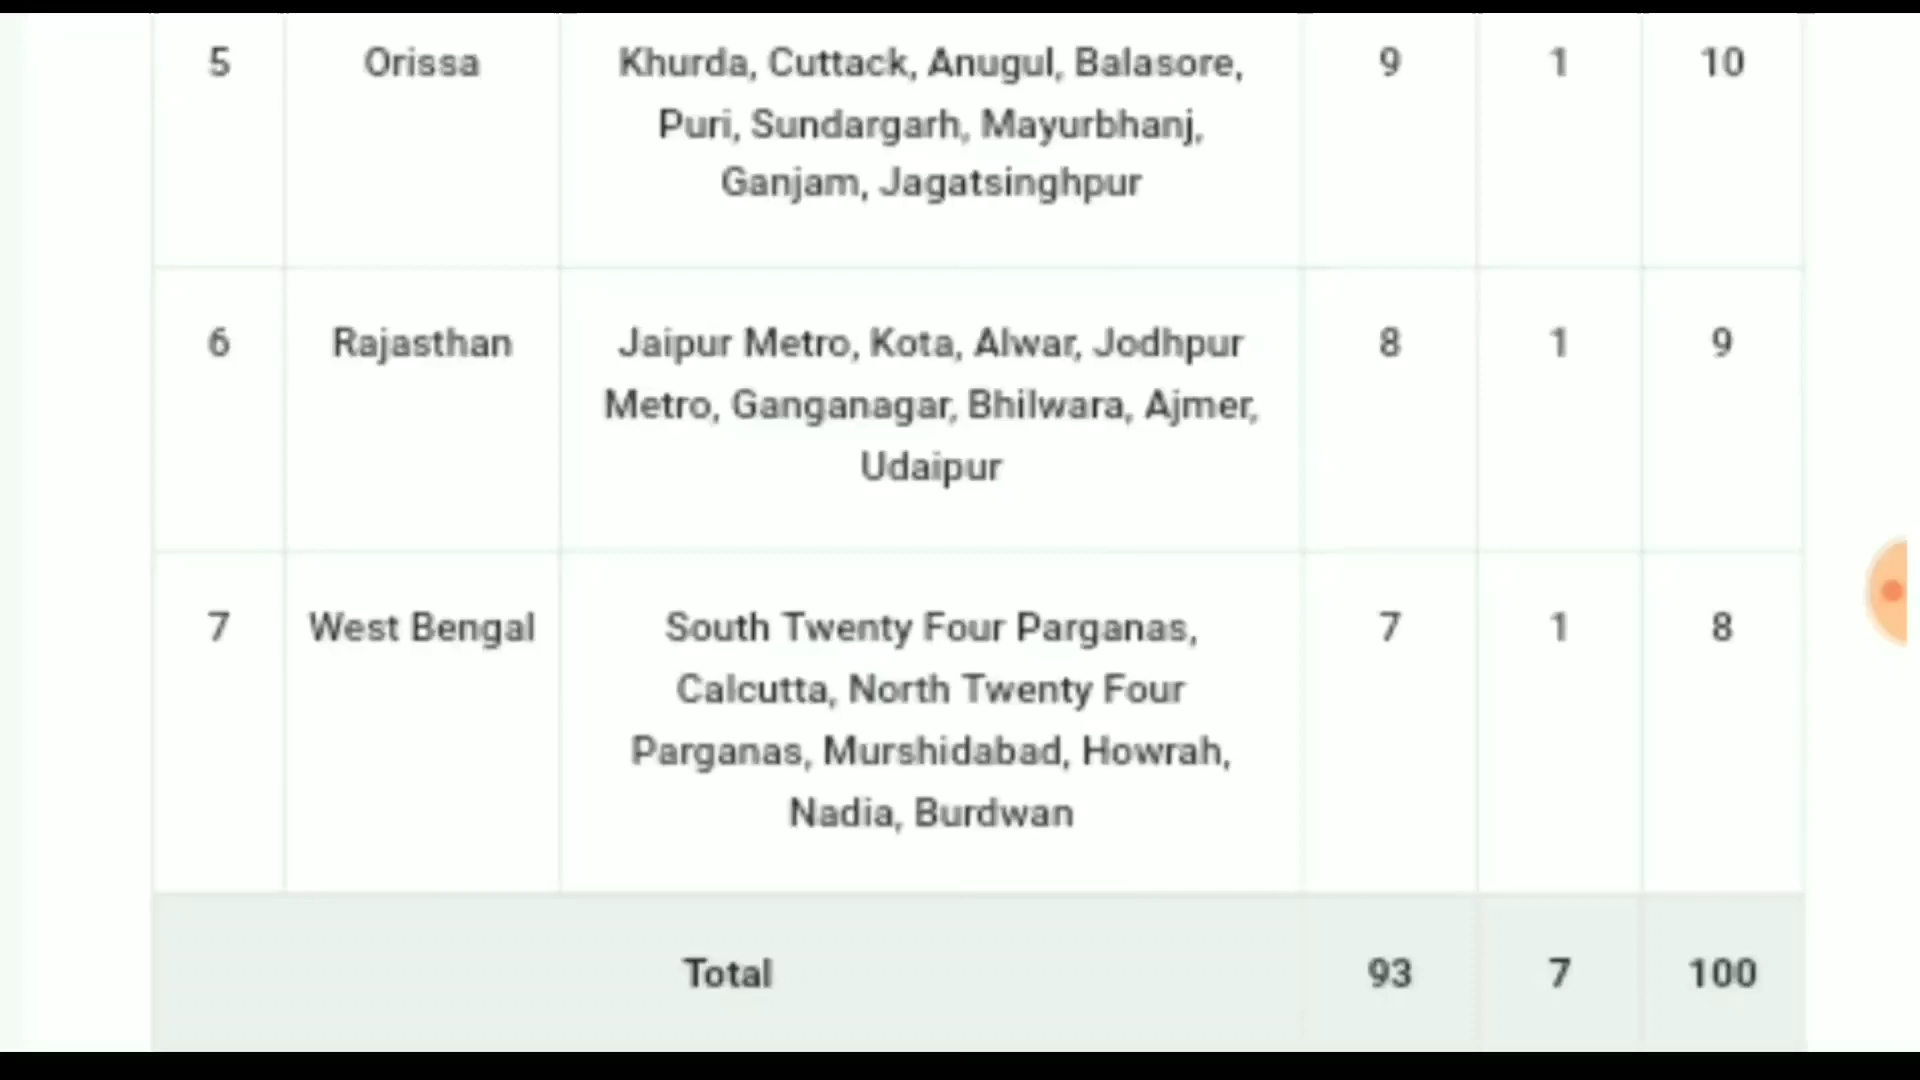 5 Orissa Khurda, Cuttack, Anugul, Balasore, 9 1 10
Puri, Sundargarh, Mayurbhanj,
Ganjam, Jagatsinghpur
6 Rajasthan Jaipur Metro, Kota, Alwar, Jodhpur 8 1 9
Metro, Ganganagar, Bhilwara, Ajmer,
Udaipur
7 West Bengal South Twenty Four Parganas, 7 1 8
Calcutta, North Twenty Four
Parganas, Murshidabad, Howrah,
Nadia, Burdwan
Total 93 7 100